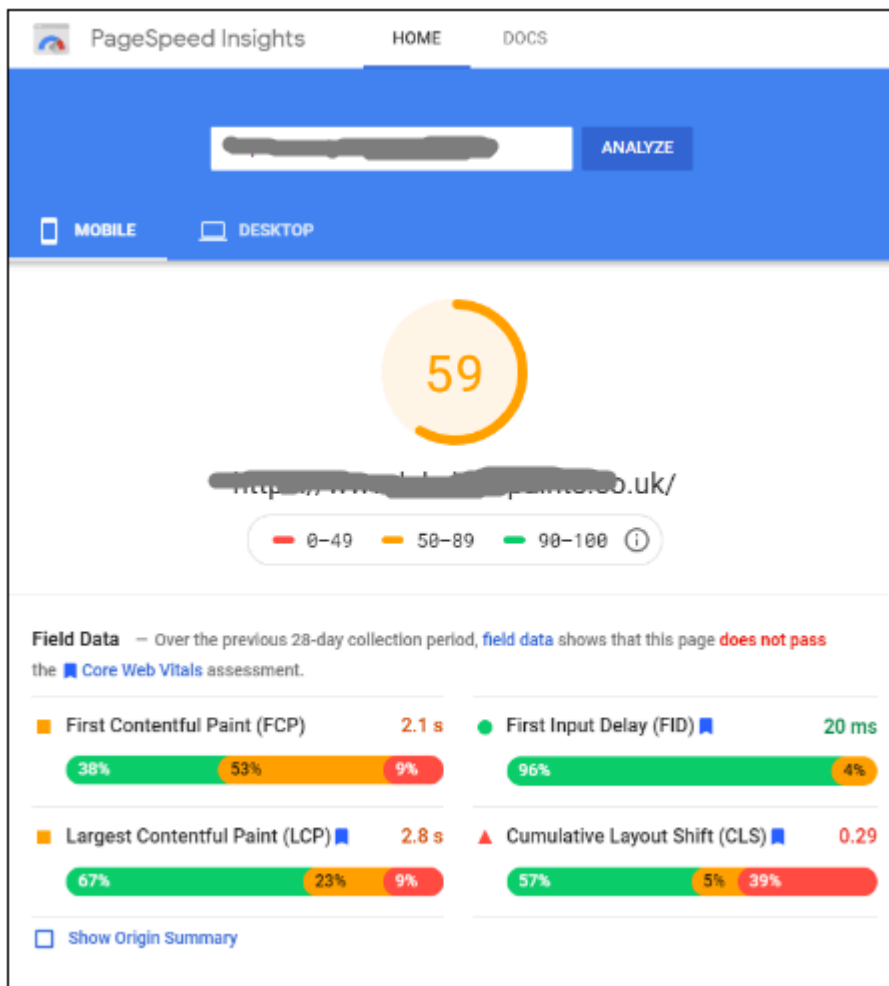 PageSpeed Insights HOME DOCS
ANALYZE
MOBILE DESKTOP
59
.co.uk/
0–49 50–89 90–100
Field Data — Over the previous 28-day collection period, field data shows that this page does not pass
the Core Web Vitals assessment.
First Contentful Paint (FCP) 2.1 s
38% 53% 9%
First Input Delay (FID) 20 ms
96% 4%
Largest Contentful Paint (LCP) 2.8 s
67% 23% 9%
Cumulative Layout Shift (CLS) 0.29
57% 5% 39%
Show Origin Summary